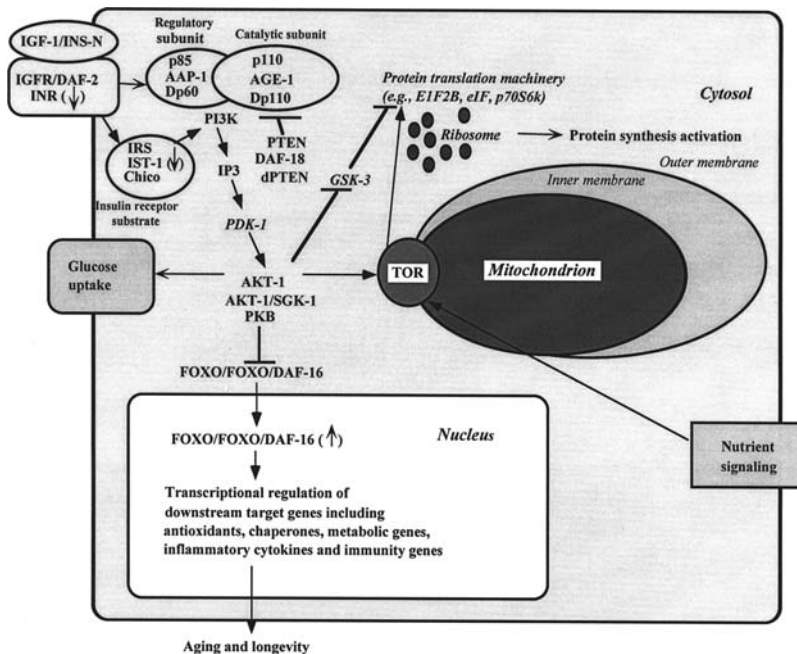 IGF-1/INS-N
IGFR/DAF-2
INR (↓)
Regulatory
subunit
Catalytic subunit
p85
AAP-1
Dp60
p110
AGE-1
Dp110
PI3K
IRS
IST-1 (↓)
Chico
Insulin receptor
substrate
IP3
PTEN
DAF-18
dPTEN
PDK-1
GSK-3
Protein translation machinery
(e.g., E1F2B, eIF, p70S6k)
Ribosome
Protein synthesis activation
Cytosol
Outer membrane
Inner membrane
Mitochondrion
TOR
Glucose
uptake
AKT-1
AKT-1/SGK-1
PKB
FOXO/FOXO/DAF-16
Nucleus
FOXO/FOXO/DAF-16 (↑)
Transcriptional regulation of
downstream target genes including
antioxidants, chaperones, metabolic genes,
inflammatory cytokines and immunity genes
Nutrient
signaling
Aging and longevity